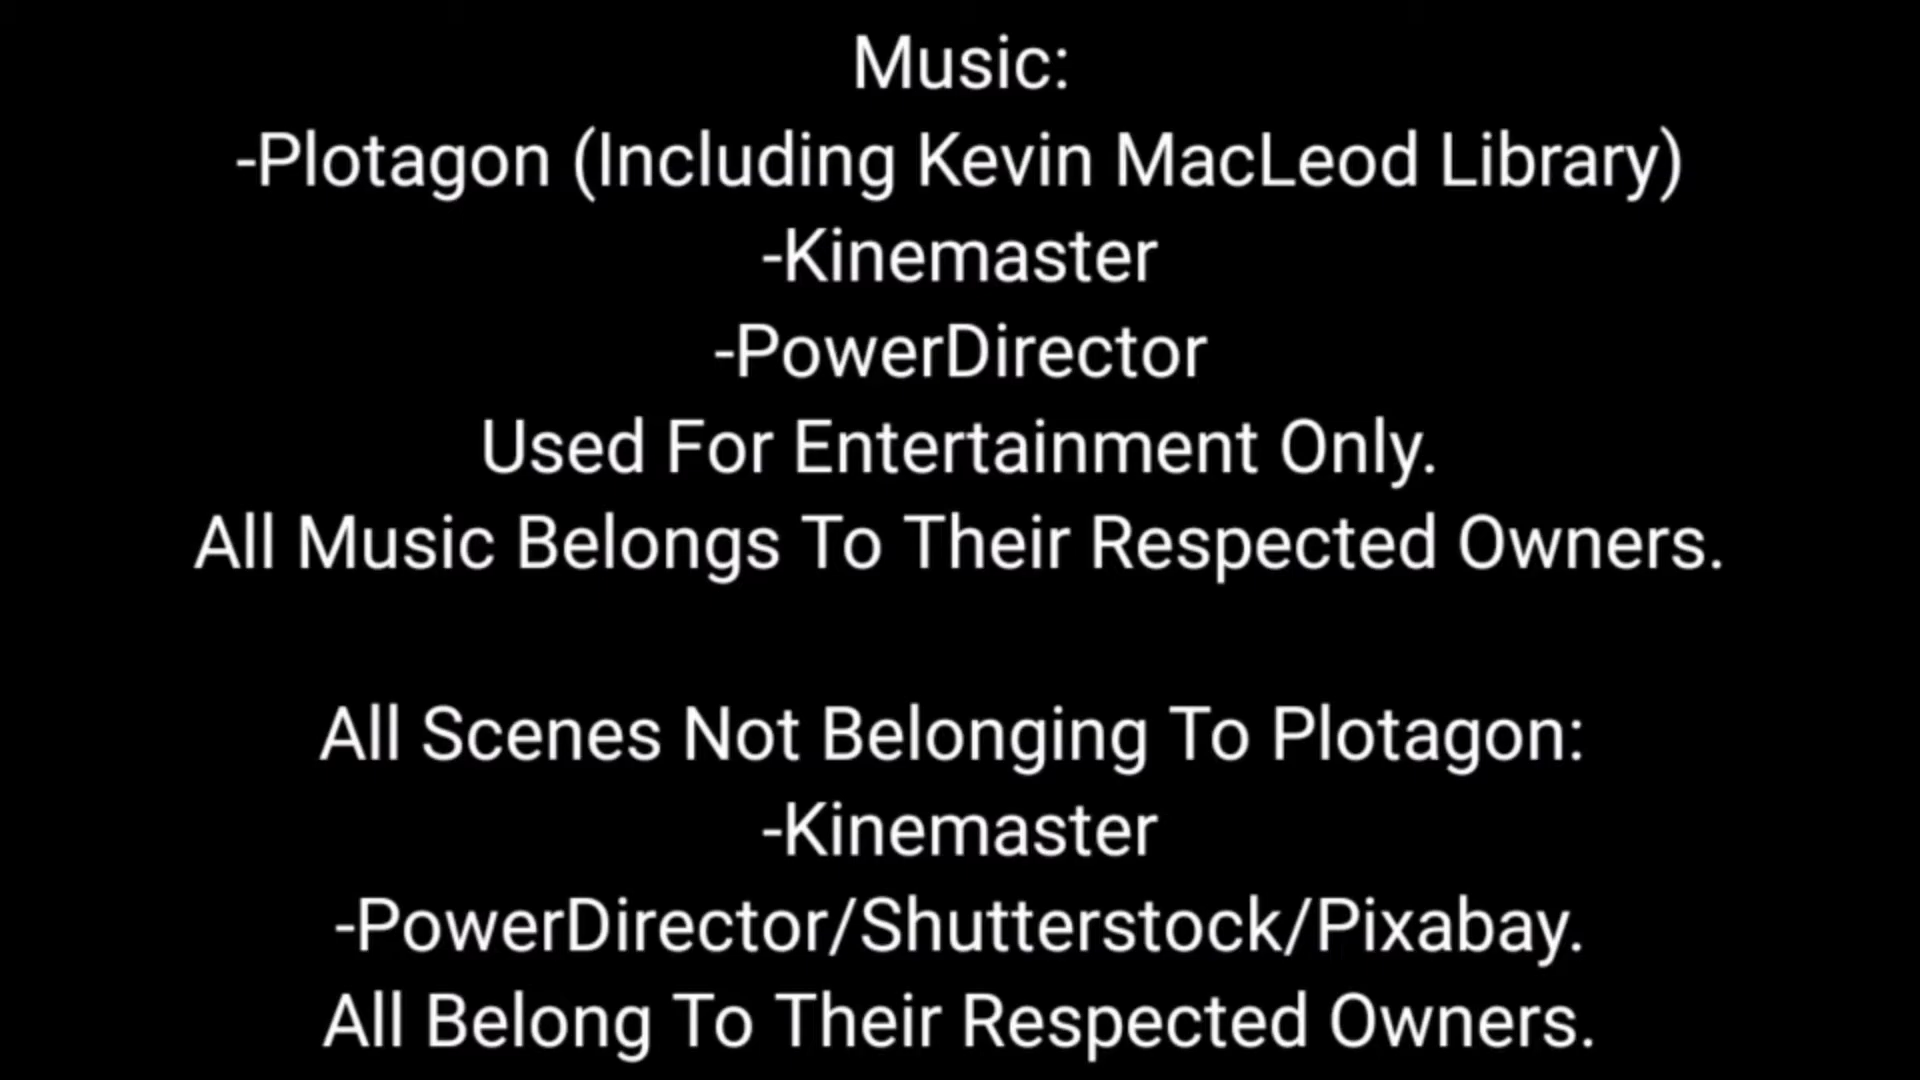 Music:
-Plotagon (Including Kevin MacLeod Library)
-Kinemaster
-PowerDirector
Used For Entertainment Only.
All Music Belongs To Their Respected Owners.
All Scenes Not Belonging To Plotagon:
-Kinemaster
-PowerDirector/Shutterstock/Pixabay.
All Belong To Their Respected Owners.